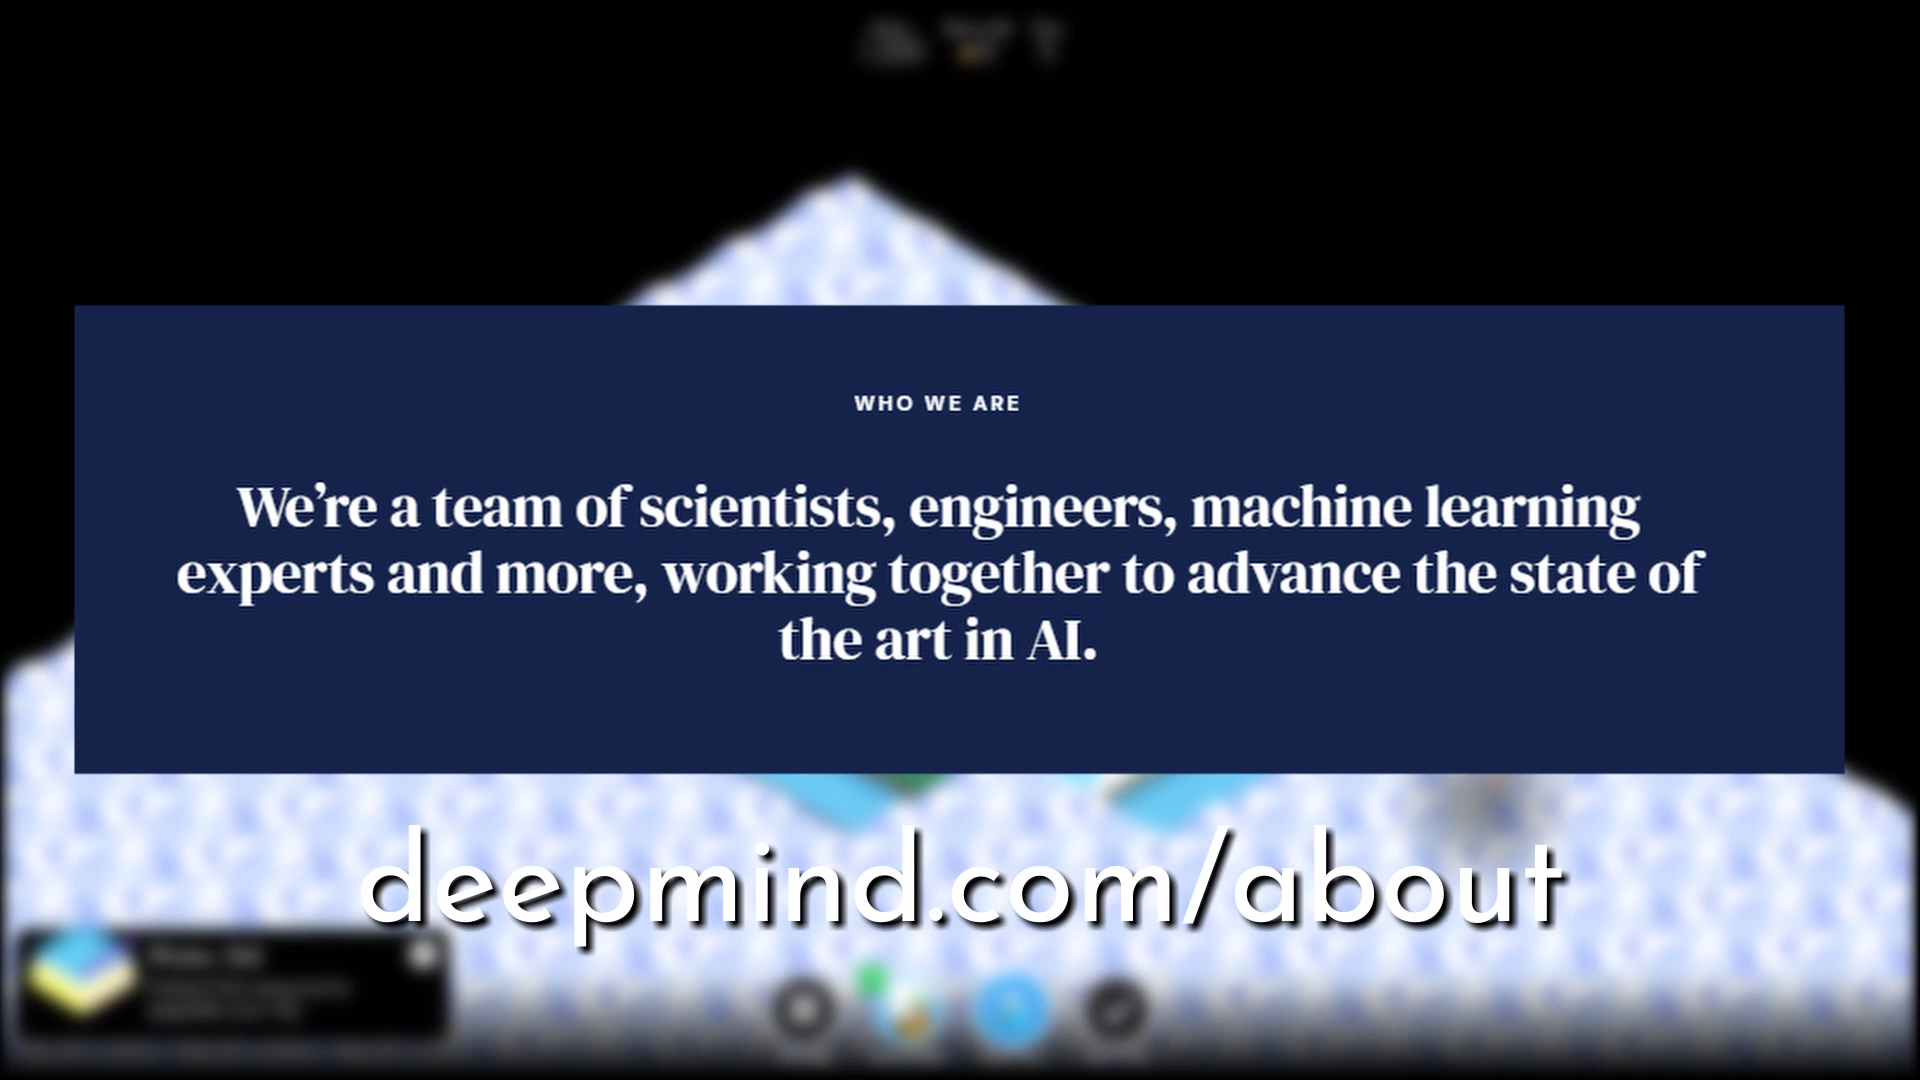 WHO WE ARE
We’re a team of scientists, engineers, machine learning
experts and more, working together to advance the state of
the art in AI.
deepmind.com/about